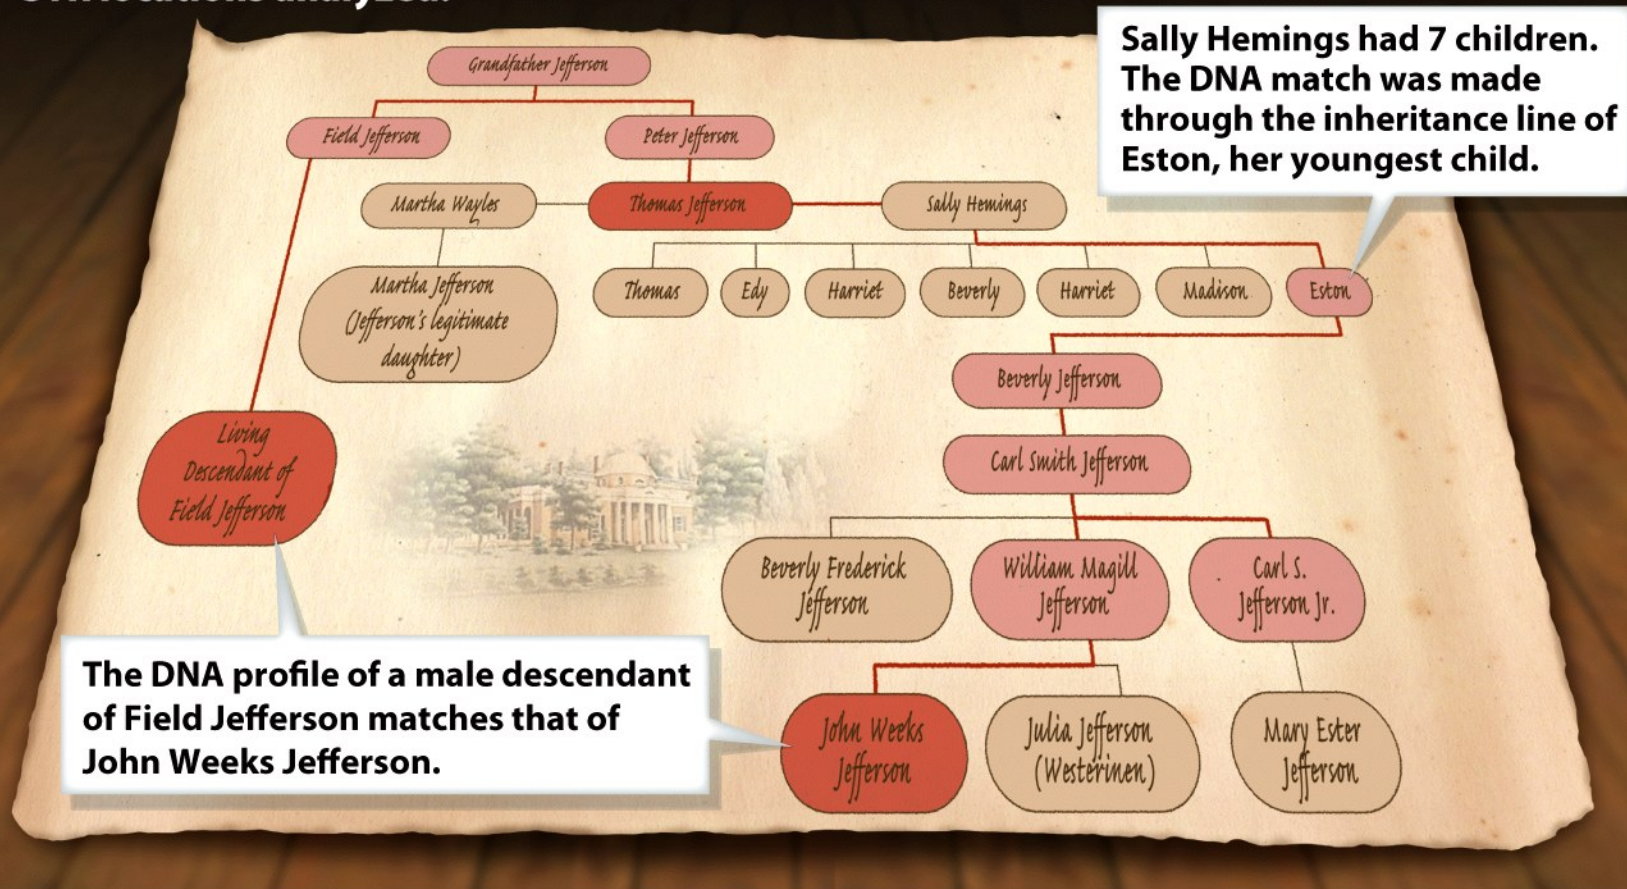 Sally Hemings had 7 children.
The DNA match was made
through the inheritance line of
Eston, her youngest child.
Grandfather Jefferson
Field Jefferson
Peter Jefferson
Martha Wayles
Thomas Jefferson
Sally Hemings
Martha Jefferson
(Jefferson's legitimate
daughter)
Thomas
Edy
Harriet
Beverly
Harriet
Madison
Eston
Beverly Jefferson
Living
Descendant of
Field Jefferson
Carl Smith Jefferson
Beverly Frederick
Jefferson
William Magill
Jefferson
Carl S.
Jefferson Jr.
The DNA profile of a male descendant
of Field Jefferson matches that of
John Weeks Jefferson.
John Weeks
Jefferson
Julia Jefferson
(Westerinen)
Mary Ester
Jefferson